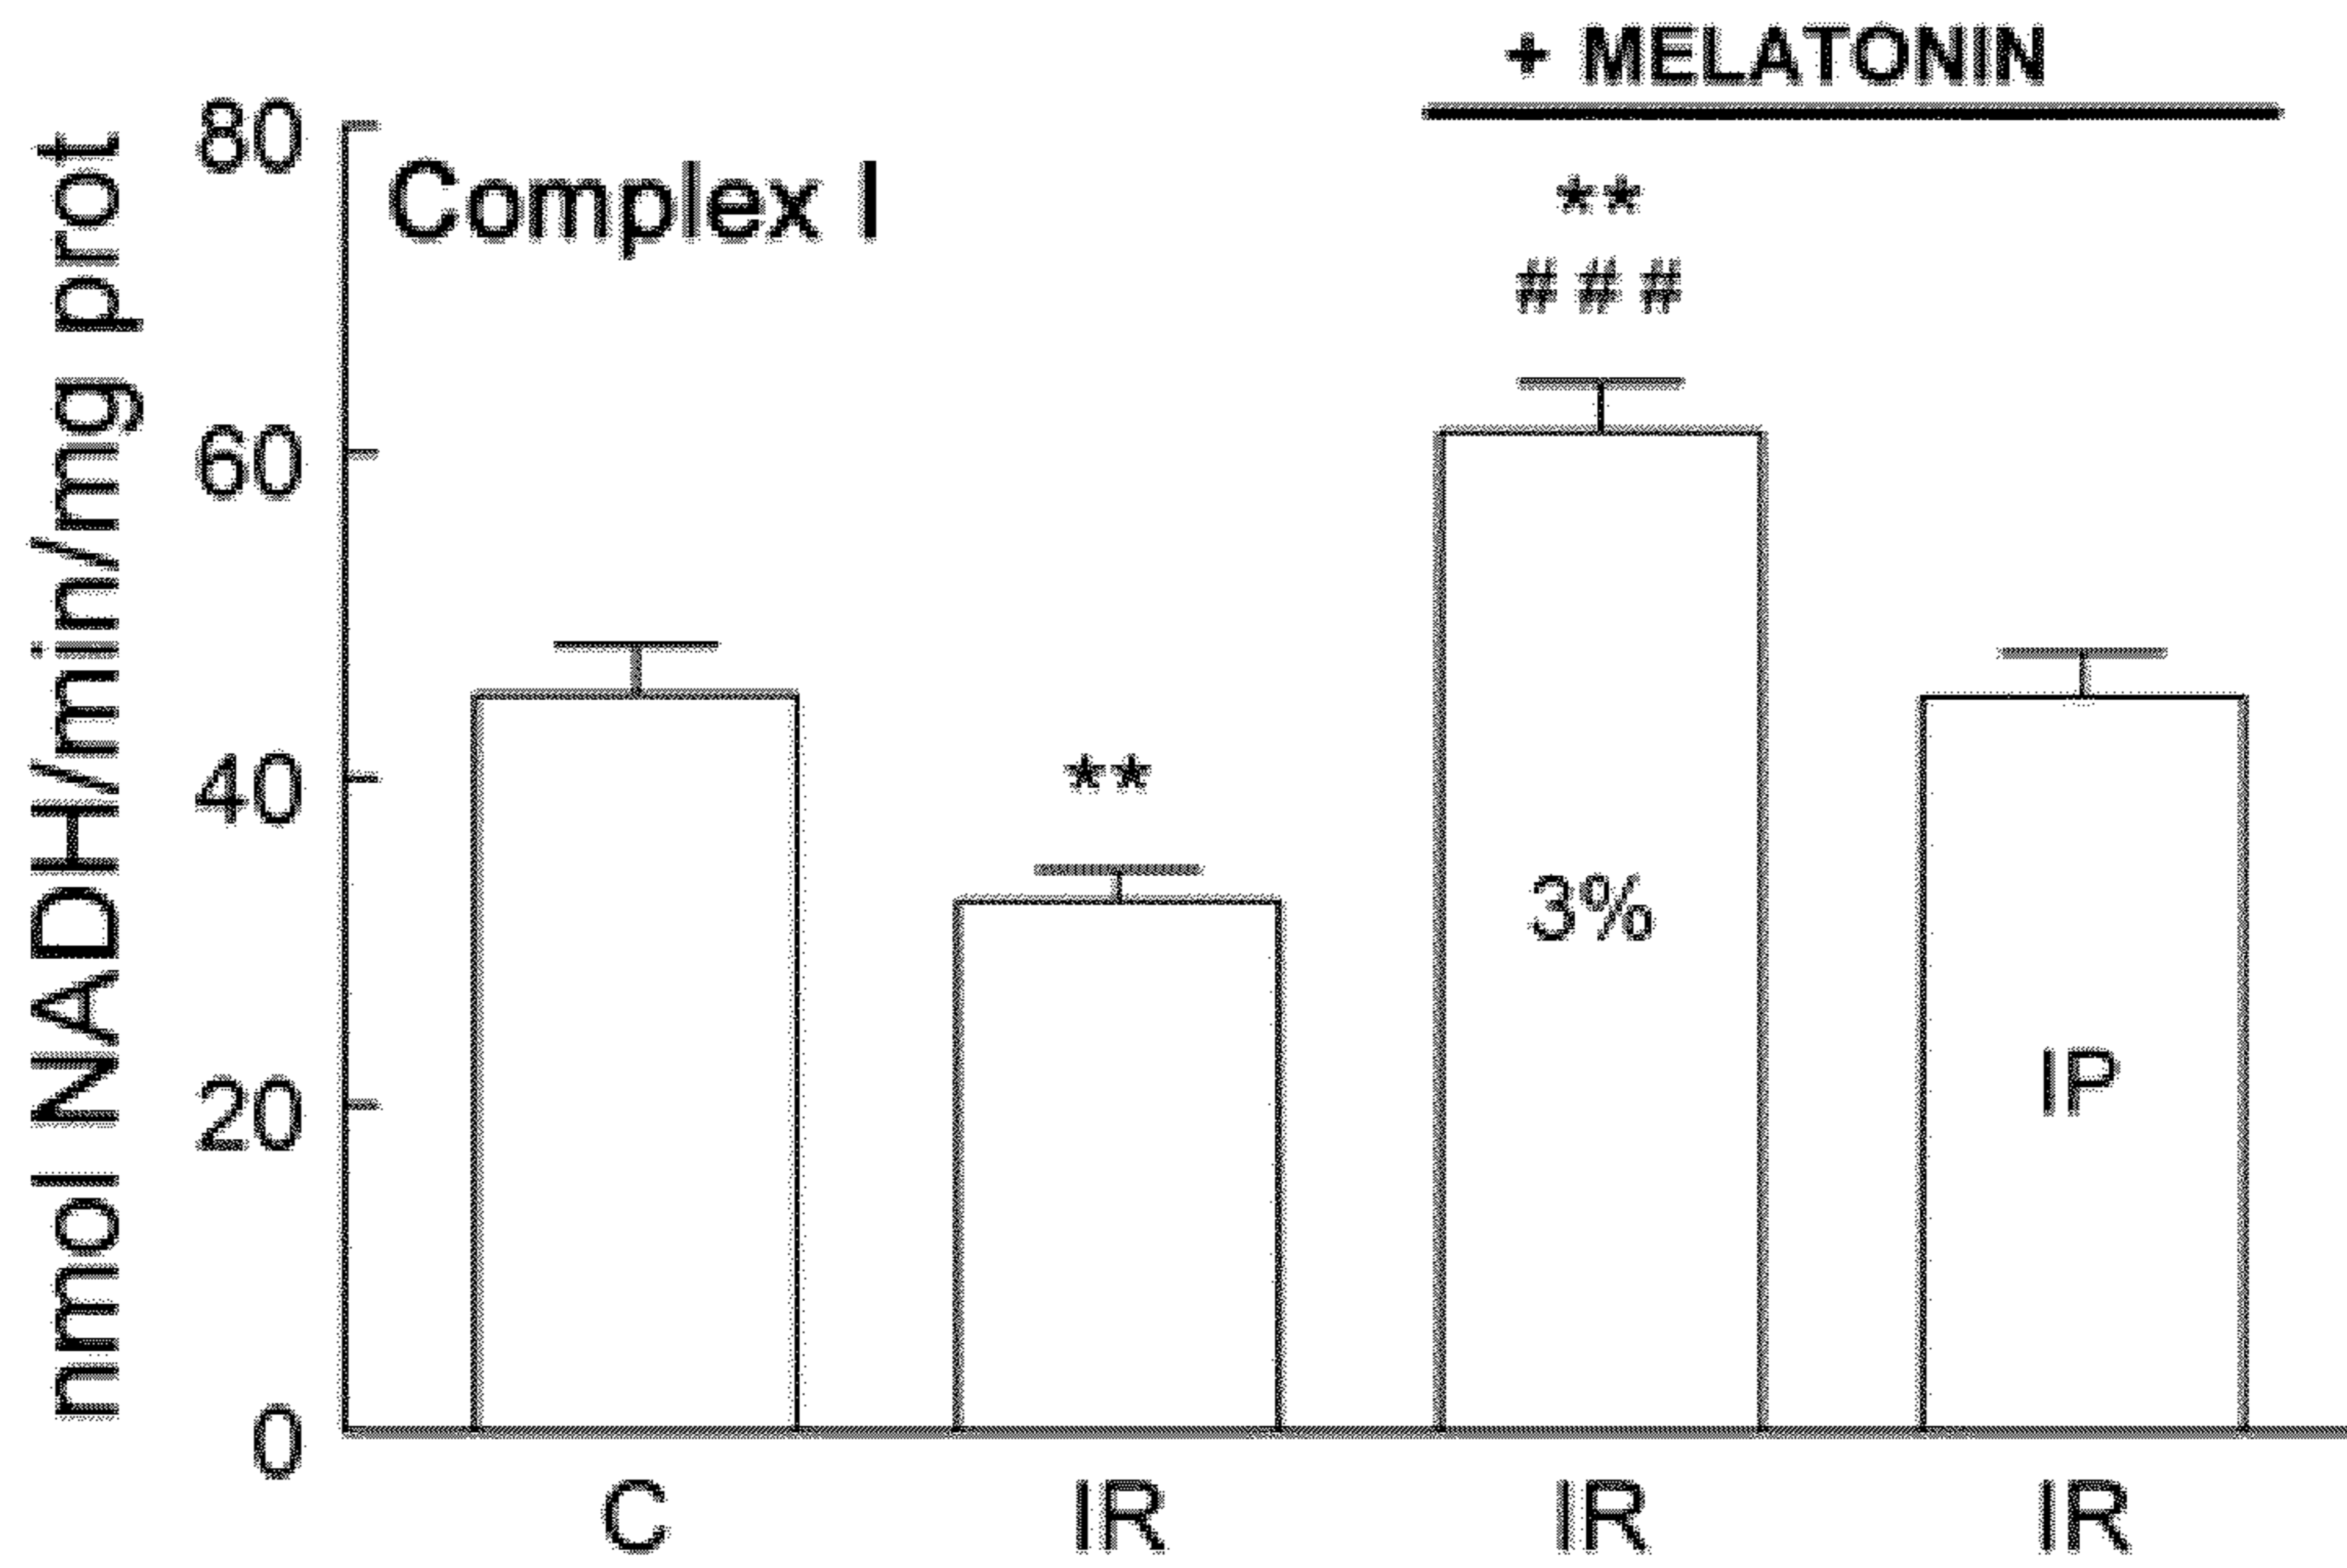 + MELATONIN
Complex I
nmol NADH/min/mg prot
80
60
40
20
0
**
**
###
3%
IP
C
IR
IR
IR